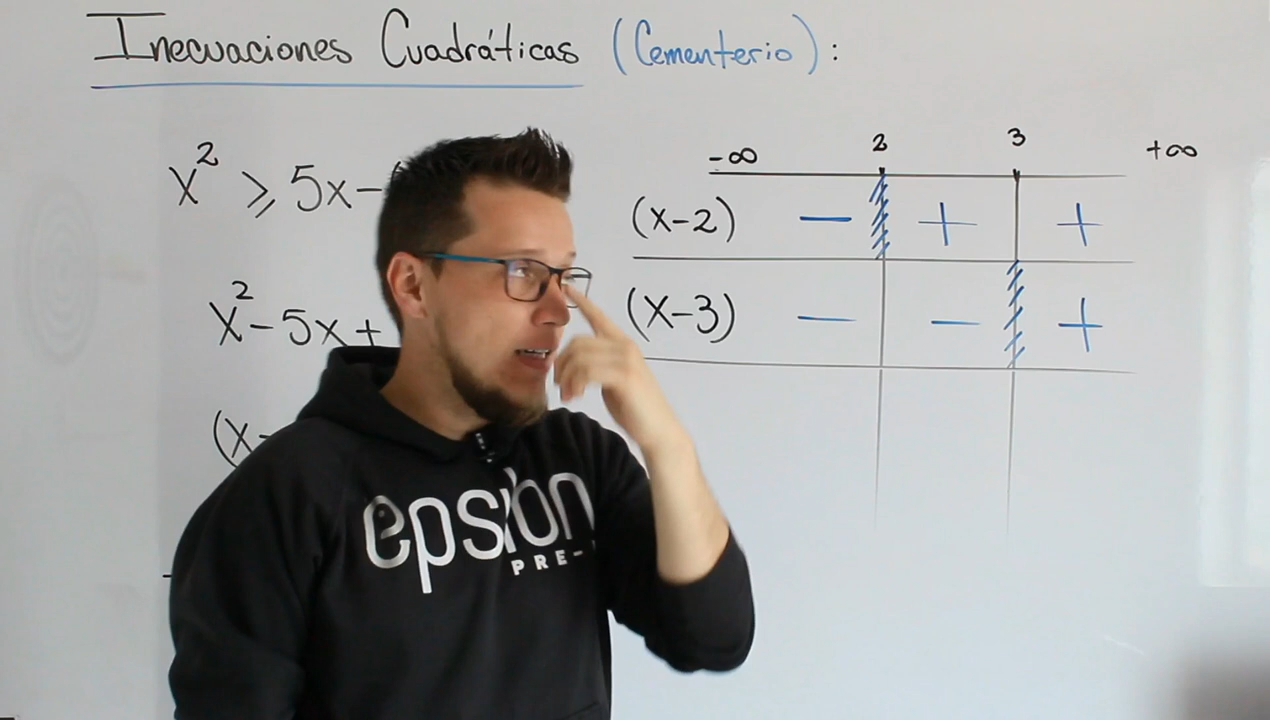 Inecuaciones Cuadráticas (Cementerio):
x² ⩾ 5x-
x² - 5x +
(x-
-∞ 2 3 +∞
(x-2) - + +
(x-3) - - +
epsilon
PRE-